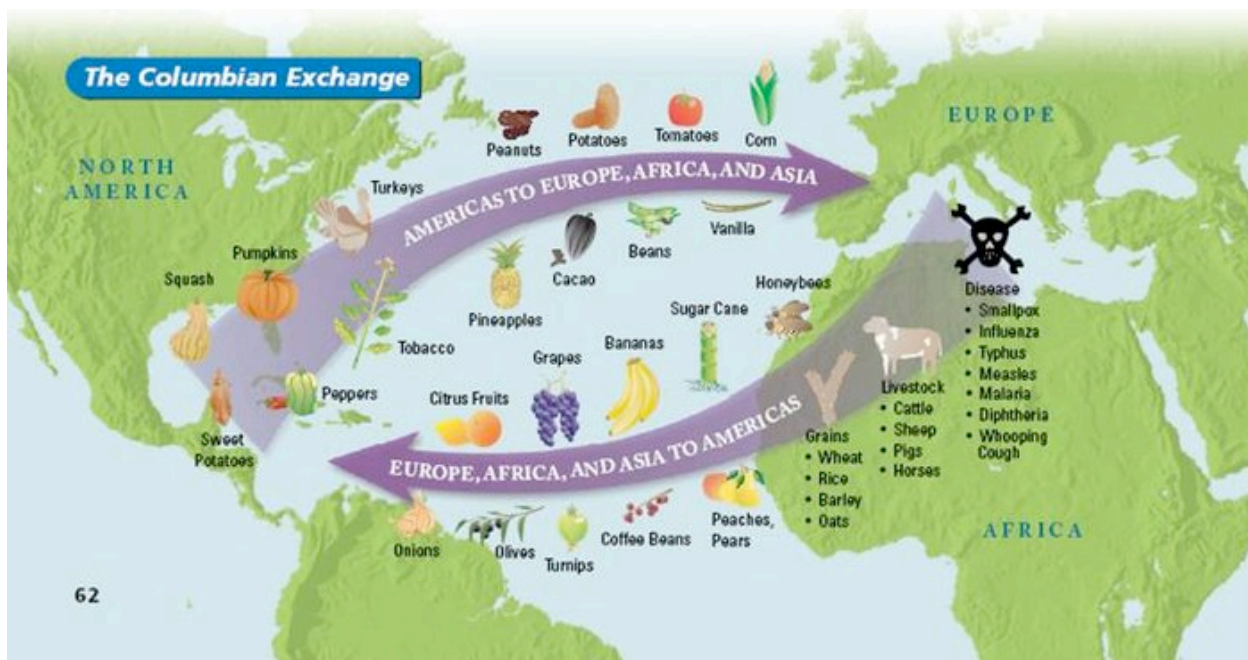 The Columbian Exchange
NORTH
AMERICA
EUROPE
AFRICA
AMERICAS TO EUROPE, AFRICA, AND ASIA
Peanuts
Potatoes
Tomatoes
Corn
Turkeys
Pumpkins
Squash
Tobacco
Peppers
Sweet
Potatoes
Pineapples
Cacao
Beans
Vanilla
EUROPE, AFRICA, AND ASIA TO AMERICAS
Citrus Fruits
Grapes
Bananas
Sugar Cane
Honeybees
Onions
Olives
Turnips
Coffee Beans
Peaches,
Pears
Grains
• Wheat
• Rice
• Barley
• Oats
Livestock
• Cattle
• Sheep
• Pigs
• Horses
Disease
• Smallpox
• Influenza
• Typhus
• Measles
• Malaria
• Diphtheria
• Whooping
Cough
62